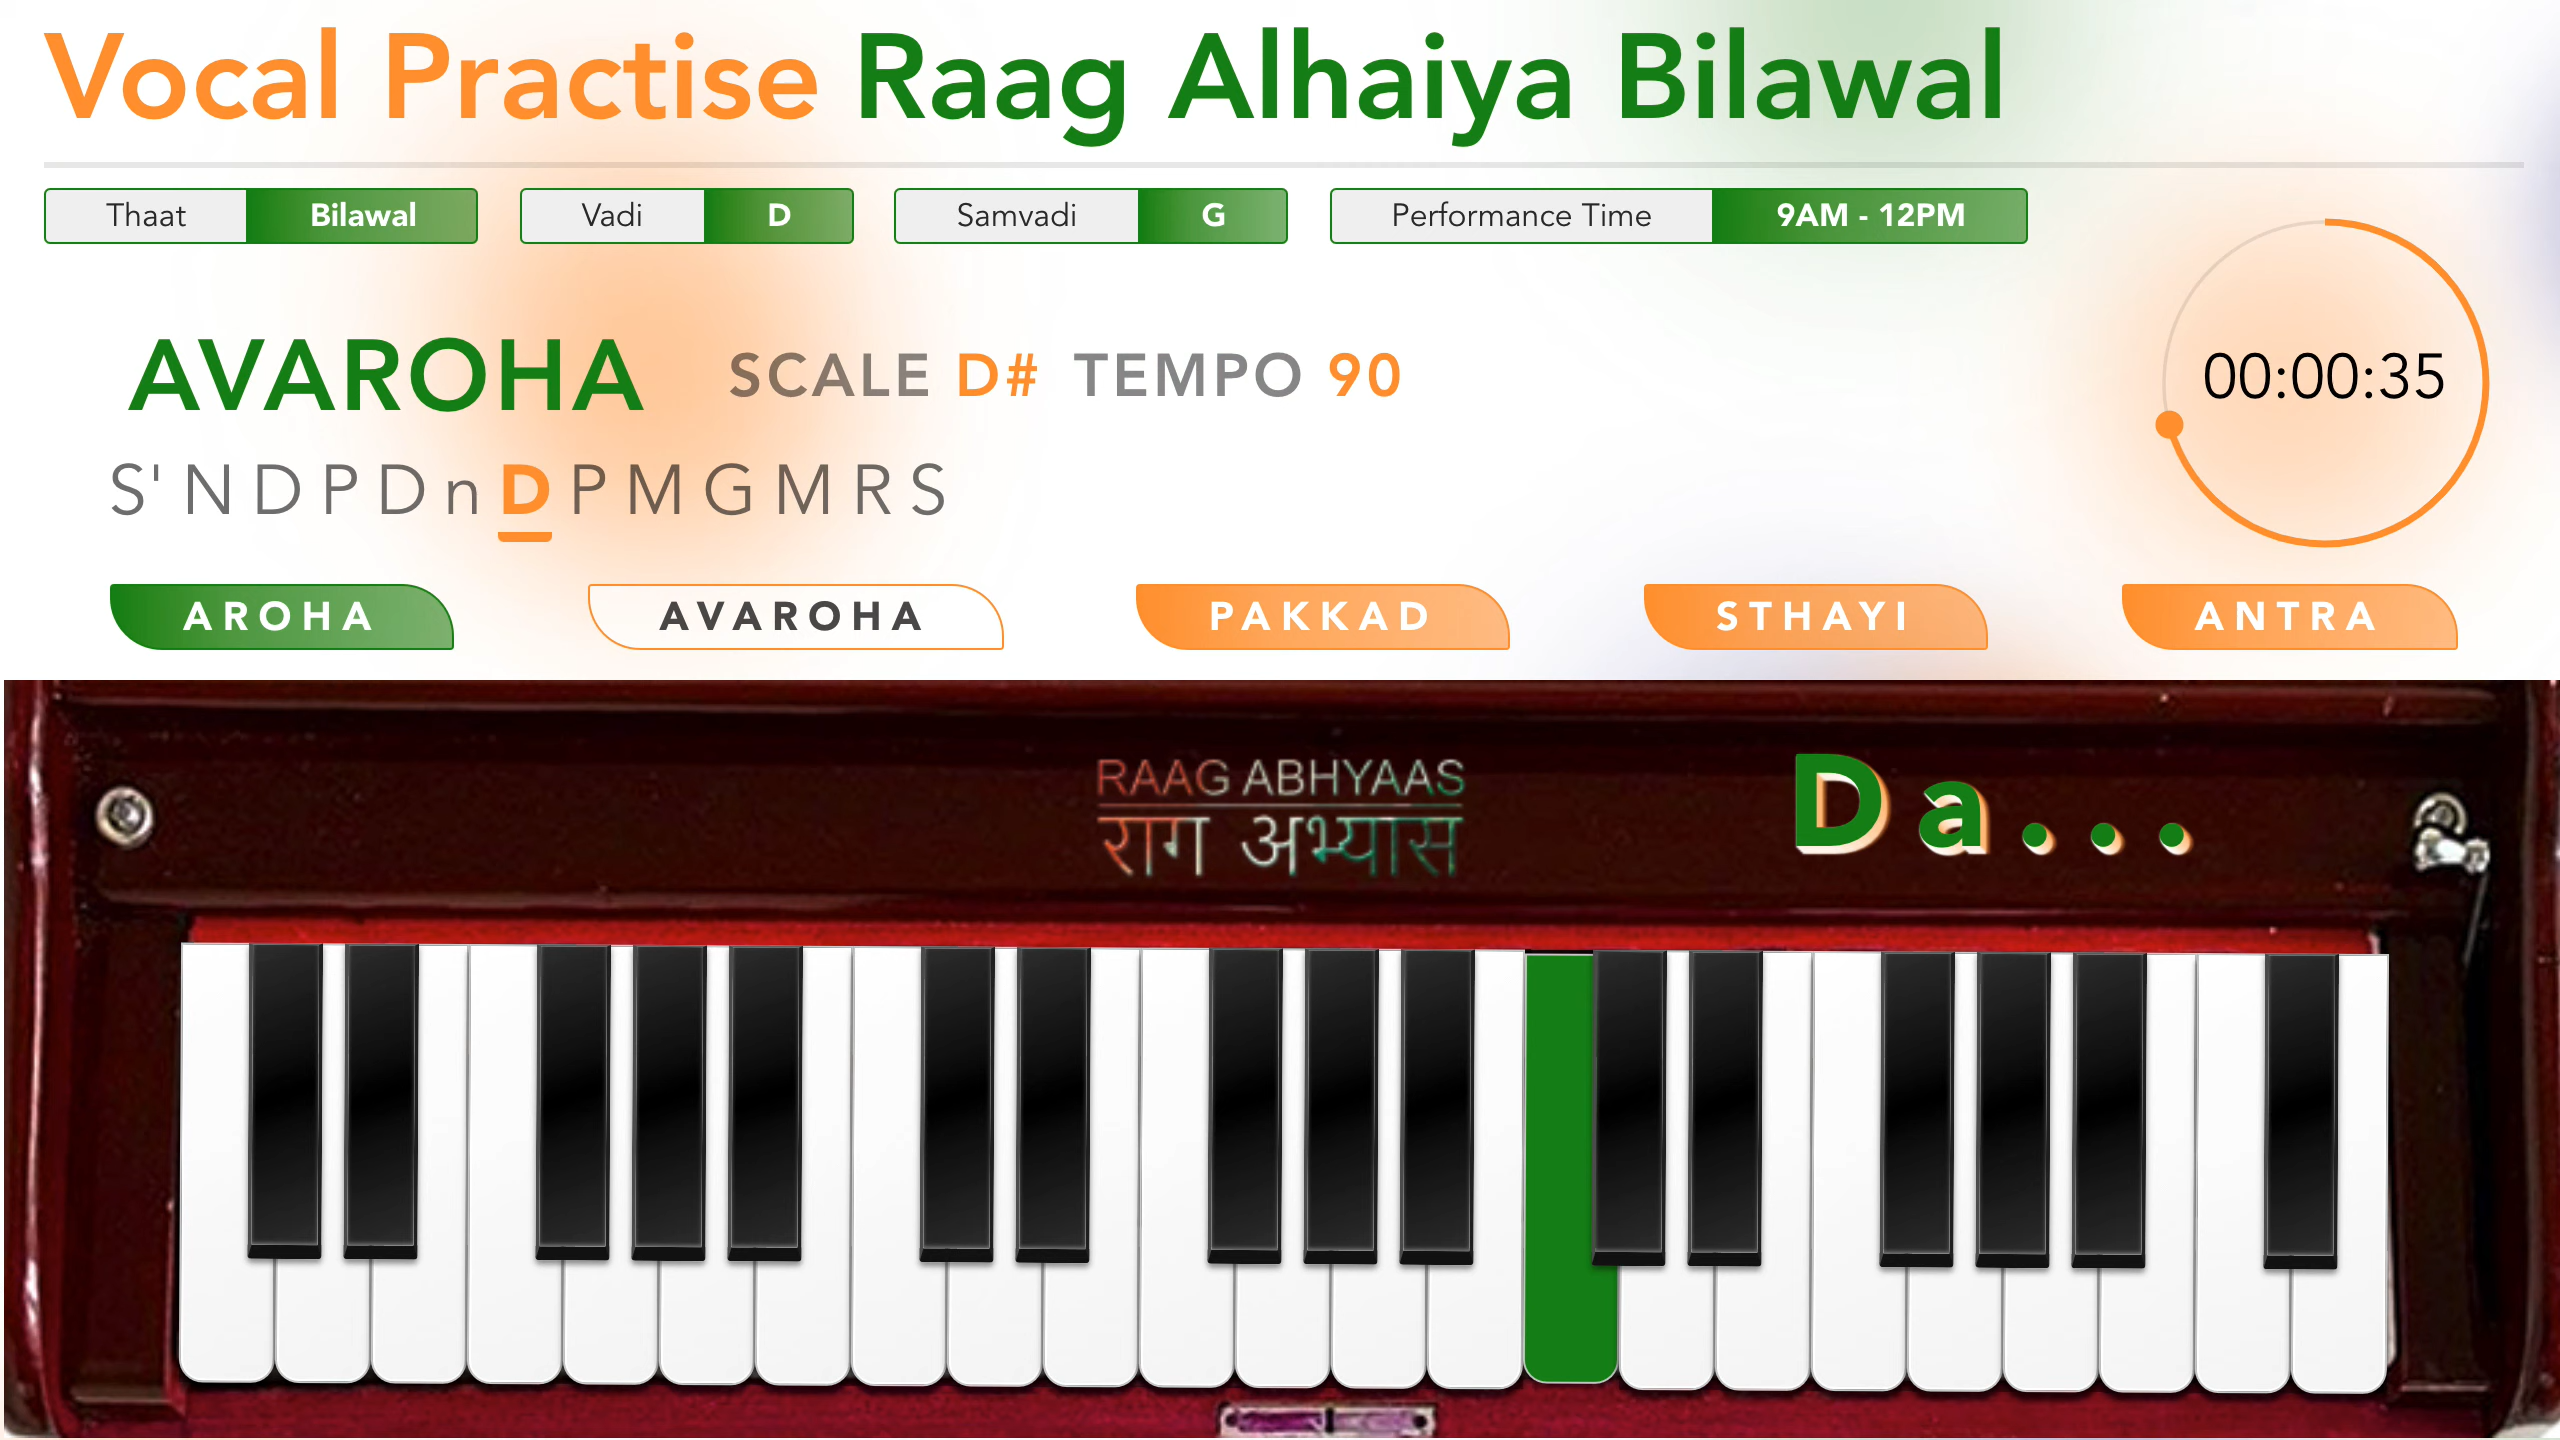 Vocal Practise Raag Alhaiya Bilawal
Thaat Bilawal Vadi D Samvadi G Performance Time 9AM - 12PM
AVAROHA SCALE D# TEMPO 90
00:00:35
S' N D P D n D P M G M R S
AROHA AVAROHA PAKKAD STHAYI ANTRA
RAAG ABHYAAS
राग अभ्यास
Da...